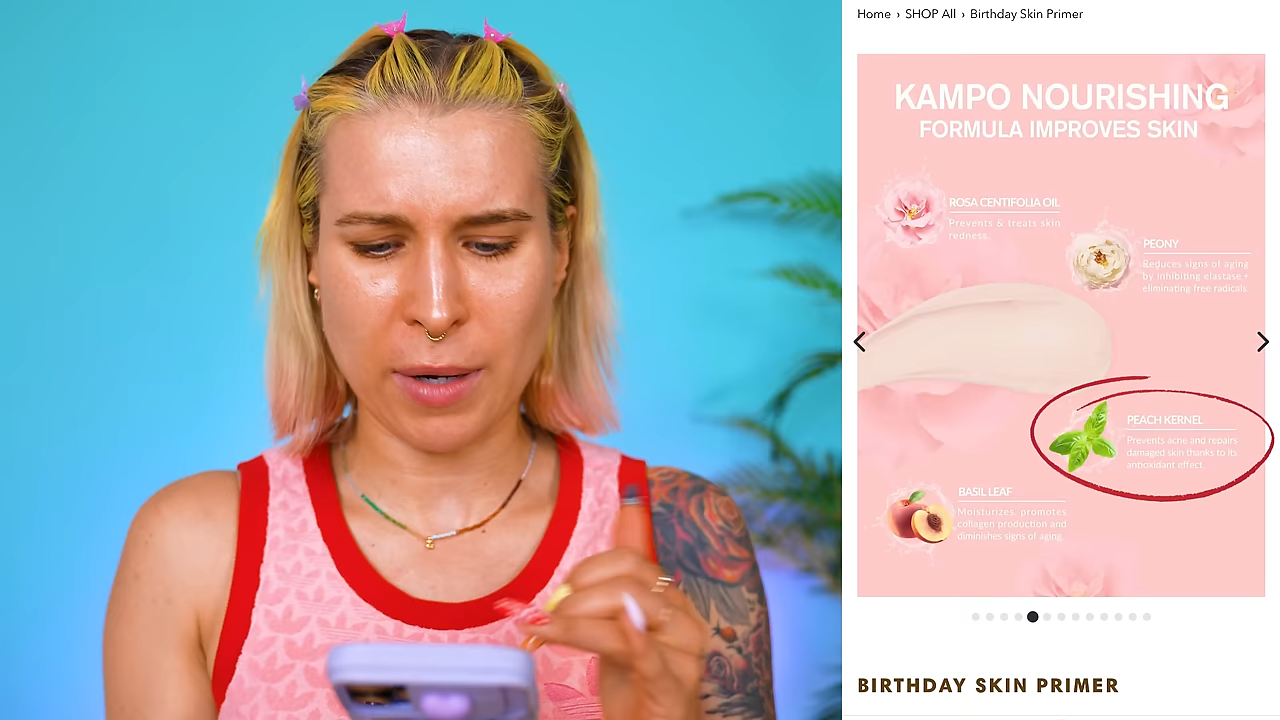 Home › SHOP All › Birthday Skin Primer
KAMPO NOURISHING
FORMULA IMPROVES SKIN
ROSA CENTIFOLIA OIL
Prevents & treats skin
redness.
PEONY
Reduces signs of aging
by inhibiting elastase +
eliminating free radicals.
PEACH KERNEL
Prevents acne and repairs
damaged skin thanks to its
antioxidant effect.
BASIL LEAF
Moisturizes, promotes
collagen production and
diminishes signs of aging.
BIRTHDAY SKIN PRIMER